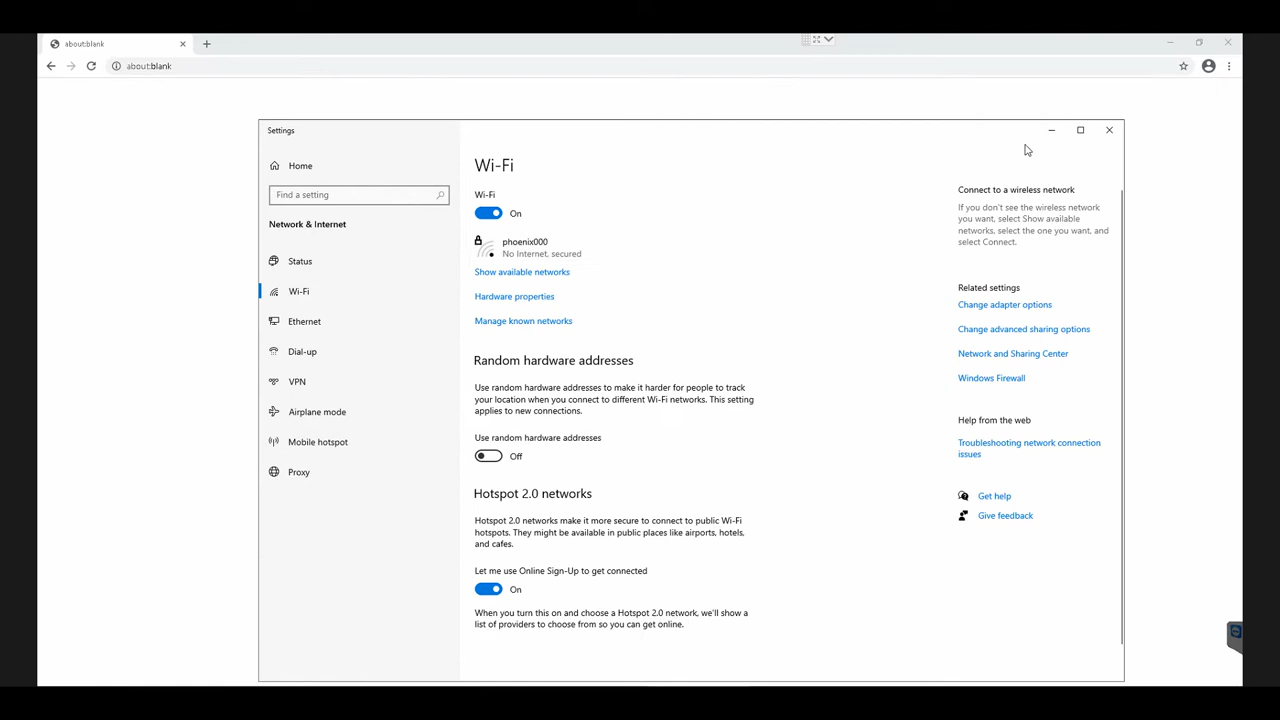 about:blank
about:blank
Settings
Home
Find a setting
Network & Internet
Status
Wi-Fi
Ethernet
Dial-up
VPN
Airplane mode
Mobile hotspot
Proxy
Wi-Fi
Wi-Fi
On
phoenix000
No Internet, secured
Show available networks
Hardware properties
Manage known networks
Random hardware addresses
Use random hardware addresses to make it harder for people to track
your location when you connect to different Wi-Fi networks. This setting
applies to new connections.
Use random hardware addresses
Off
Hotspot 2.0 networks
Hotspot 2.0 networks make it more secure to connect to public Wi-Fi
hotspots. They might be available in public places like airports, hotels,
and cafes.
Let me use Online Sign-Up to get connected
On
When you turn this on and choose a Hotspot 2.0 network, we'll show a
list of providers to choose from so you can get online.
Connect to a wireless network
If you don't see the wireless network
you want, select Show available
networks, select the one you want, and
select Connect.
Related settings
Change adapter options
Change advanced sharing options
Network and Sharing Center
Windows Firewall
Help from the web
Troubleshooting network connection
issues
Get help
Give feedback